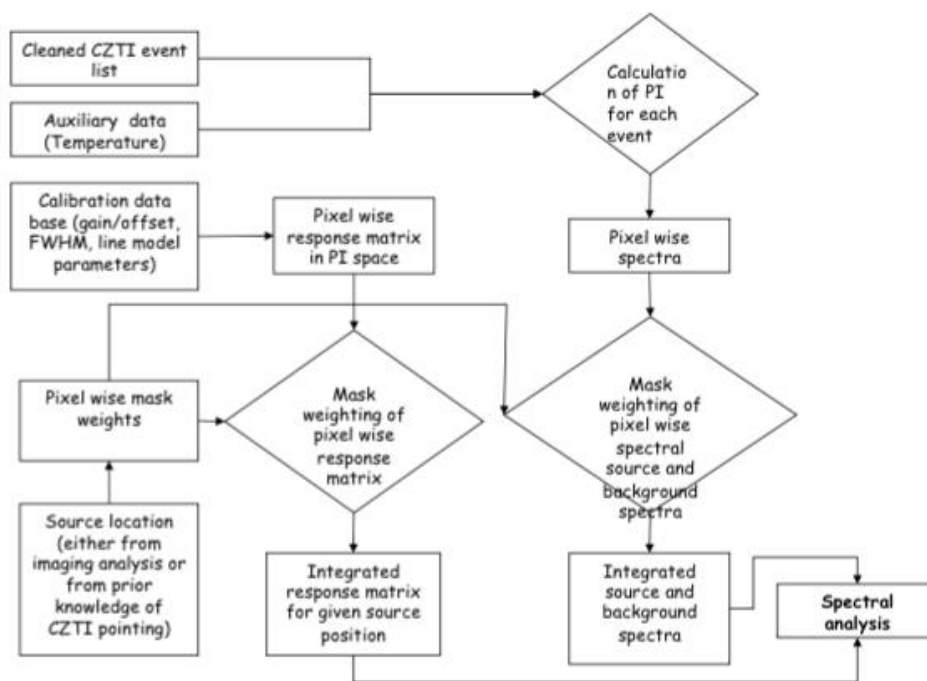 Cleaned CZTI event
list
Auxiliary data
(Temperature)
Calculatio
n of PI
for each
event
Calibration data
base (gain/offset,
FWHM, line model
parameters)
Pixel wise
response matrix
in PI space
Pixel wise
spectra
Pixel wise mask
weights
Mask
weighting of
pixel wise
response
matrix
Mask
weighting of
pixel wise
spectral
source and
background
spectra
Source location
(either from
imaging analysis or
from prior
knowledge of
CZTI pointing)
Integrated
response matrix
for given source
position
Integrated
source and
background
spectra
Spectral
analysis